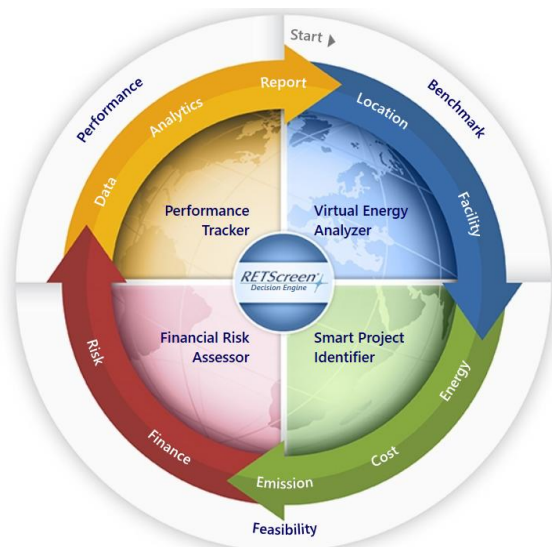 Start
Performance
Benchmark
Report
Location
Analytics
Data
Facility
Performance
Tracker
Virtual Energy
Analyzer
RETScreen
Decision Engine
Financial Risk
Assessor
Smart Project
Identifier
Risk
Energy
Finance
Cost
Emission
Feasibility